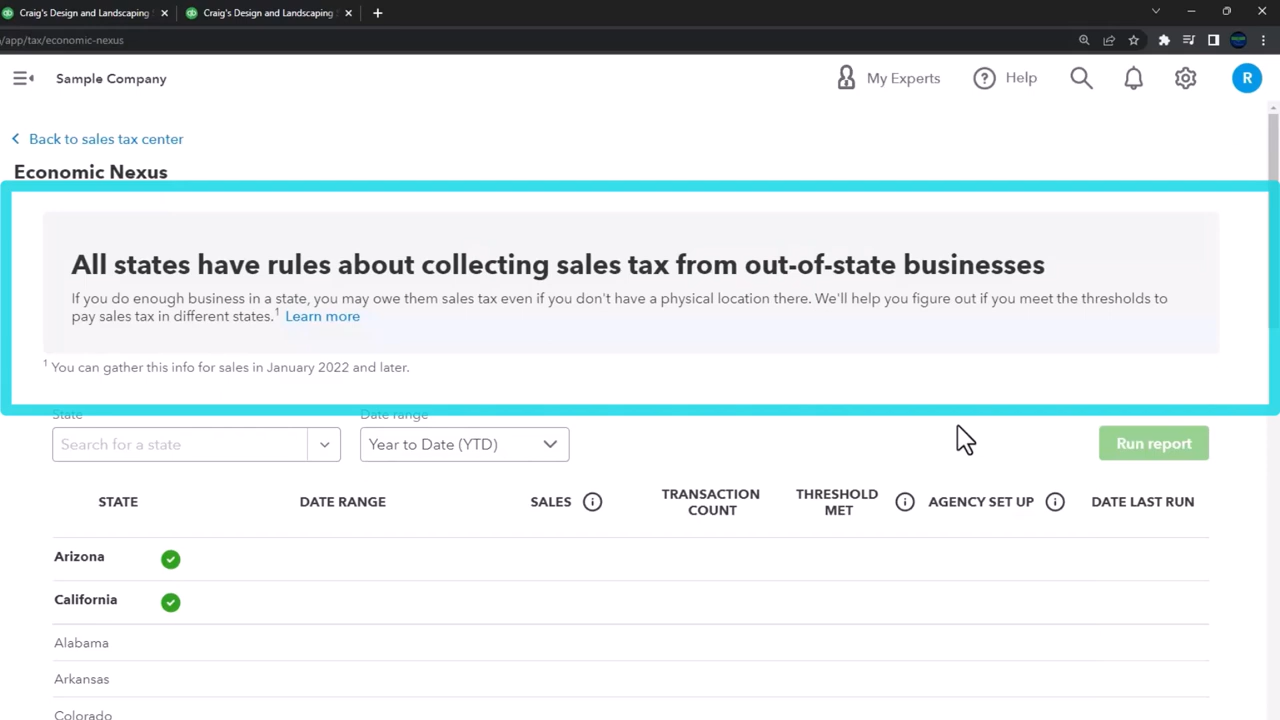 Craig's Design and Landscaping
Craig's Design and Landscaping
/app/tax/economic-nexus
Sample Company
My Experts
Help
R
Back to sales tax center
Economic Nexus
All states have rules about collecting sales tax from out-of-state businesses
If you do enough business in a state, you may owe them sales tax even if you don't have a physical location there. We'll help you figure out if you meet the thresholds to
pay sales tax in different states.1 Learn more
1 You can gather this info for sales in January 2022 and later.
State
Date range
Search for a state
Year to Date (YTD)
Run report
STATE
DATE RANGE
SALES
TRANSACTION
COUNT
THRESHOLD
MET
AGENCY SET UP
DATE LAST RUN
Arizona
California
Alabama
Arkansas
Colorado